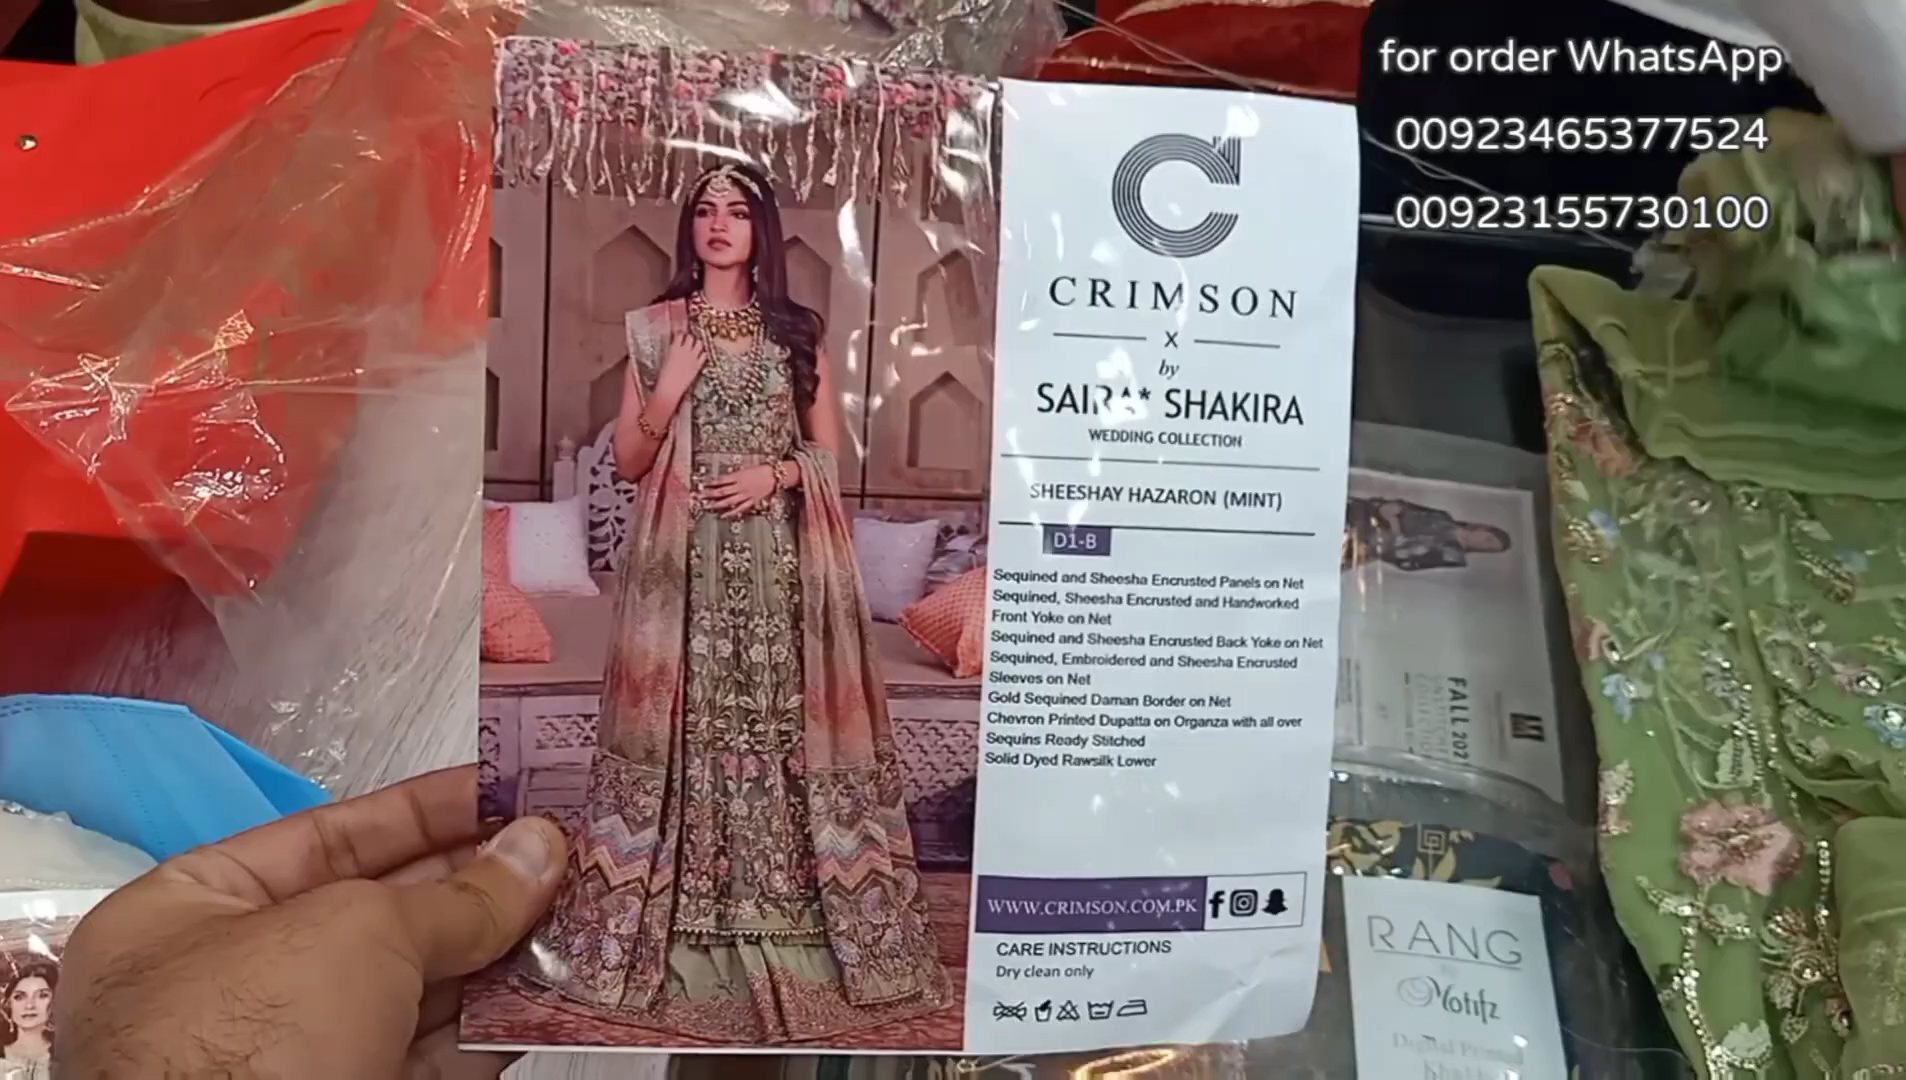 for order WhatsApp
00923465377524
00923155730100
CRIMSON
X
by
SAIRA* SHAKIRA
WEDDING COLLECTION
SHEESHAY HAZARON (MINT)
D1-B
Sequined and Sheesha Encrusted Panels on Net
Sequined, Sheesha Encrusted and Handworked
Front Yoke on Net
Sequined and Sheesha Encrusted Back Yoke on Net
Sequined, Embroidered and Sheesha Encrusted
Sleeves on Net
Gold Sequined Daman Border on Net
Chevron Printed Dupatta on Organza with all over
Sequins Ready Stitched
Solid Dyed Rawsilk Lower
WWW.CRIMSON.COM.PK
CARE INSTRUCTIONS
Dry clean only
FALL 202
RANG
Motifz
Digital Printed